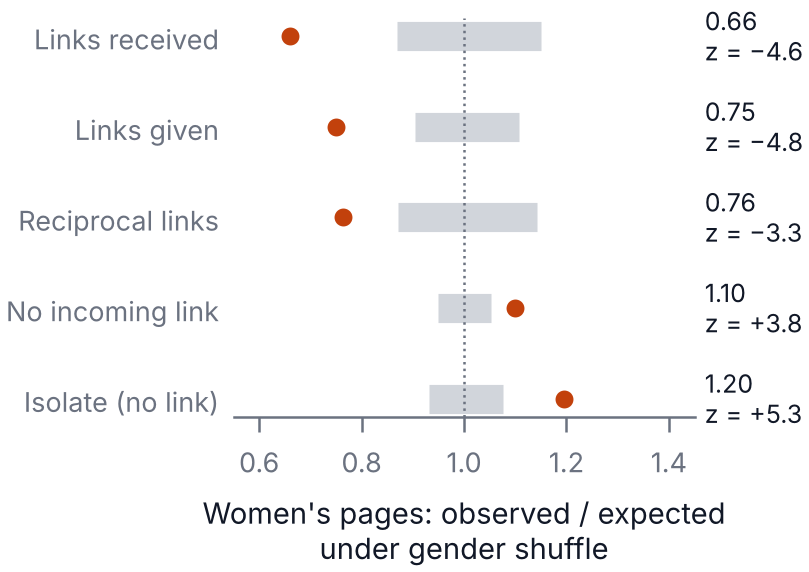 Links received
0.66
z = −4.6
Links given
0.75
z = −4.8
Reciprocal links
0.76
z = −3.3
No incoming link
1.10
z = +3.8
Isolate (no link)
1.20
z = +5.3
0.6 0.8 1.0 1.2 1.4
Women's pages: observed / expected
under gender shuffle